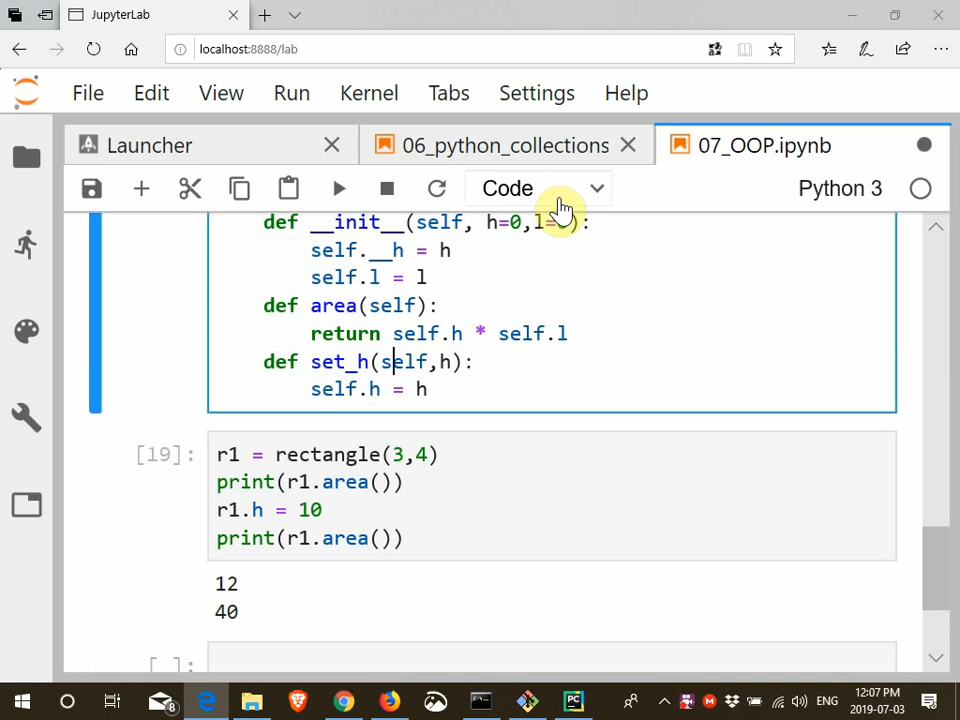 JupyterLab
localhost:8888/lab
File Edit View Run Kernel Tabs Settings Help
Launcher 06_python_collections 07_OOP.ipynb
Code Python 3
def __init__(self, h=0,l=0):
self.__h = h
self.l = l
def area(self):
return self.h * self.l
def set_h(self,h):
self.h = h
[19]: r1 = rectangle(3,4)
print(r1.area())
r1.h = 10
print(r1.area())
12
40
[ ]:
8 PC ENG 12:07 PM
2019-07-03